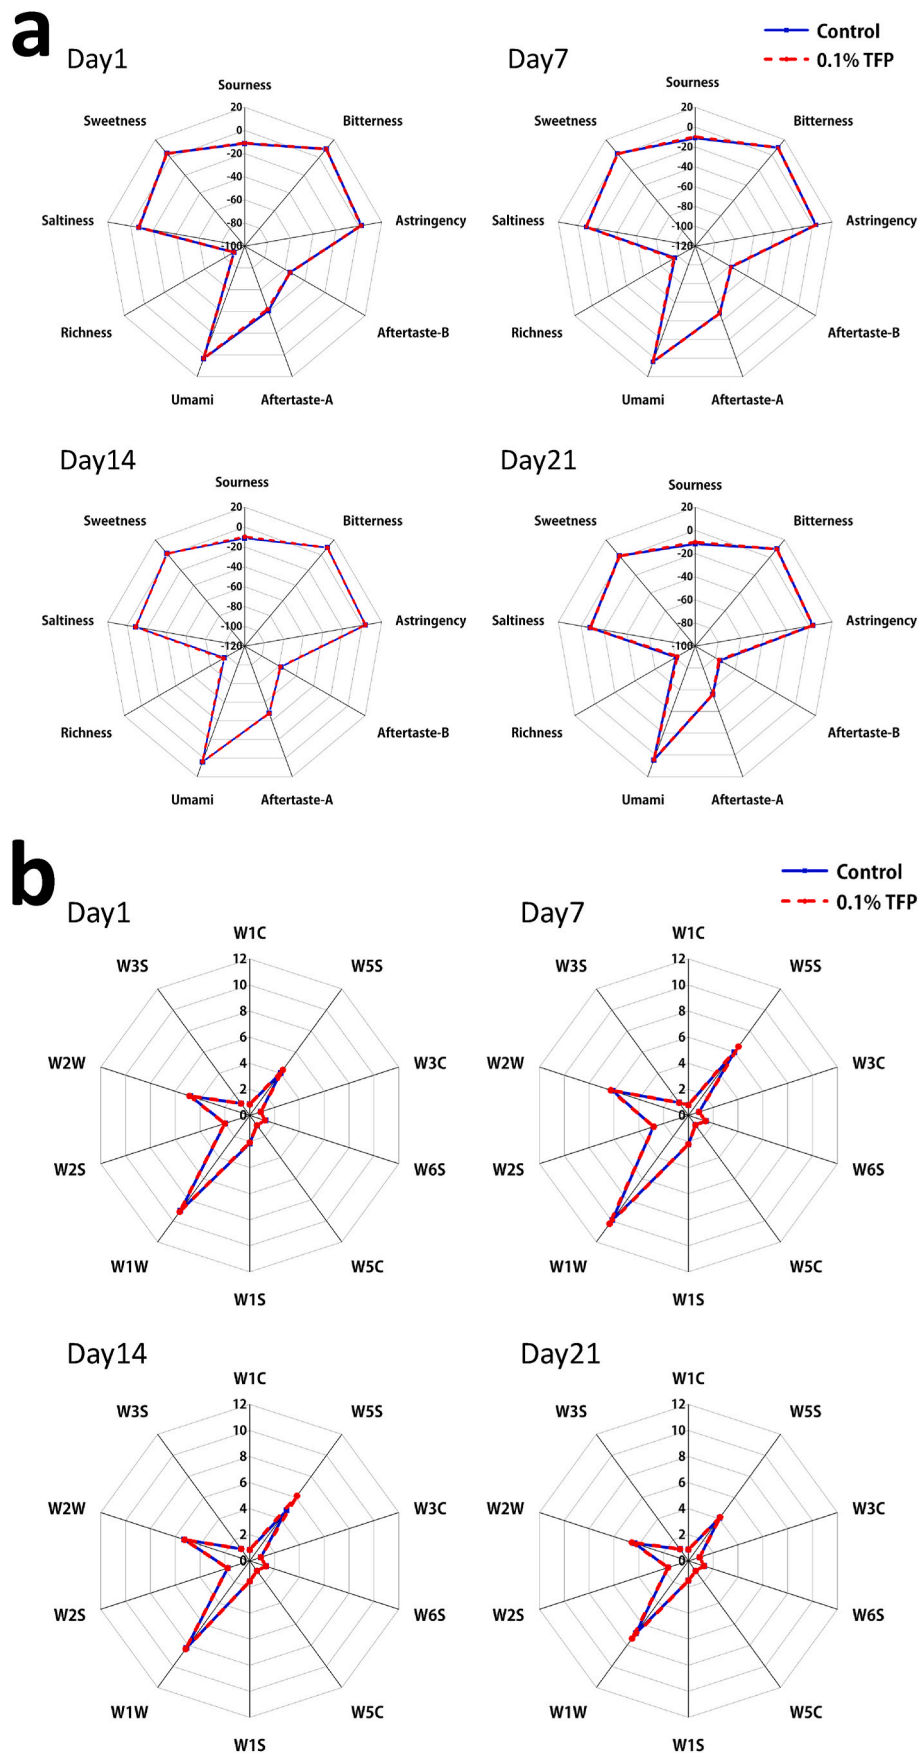 a
Control
0.1% TFP
Day1
Day7
Sourness
Sourness
Sweetness
20
Bitterness
Sweetness
20
Bitterness
0
0
-20
-20
-40
-40
-60
-60
Saltiness
Astringency
Saltiness
-80
Astringency
-80
-100
-100
-120
Richness
Aftertaste-B
Richness
Aftertaste-B
Umami
Aftertaste-A
Umami
Aftertaste-A
Day14
Day21
Sourness
Sourness
Sweetness
20
Bitterness
Sweetness
20
Bitterness
0
0
-20
-20
-40
-40
-60
-60
Saltiness
-80
Astringency
Saltiness
Astringency
-100
-80
-120
-100
Richness
Aftertaste-B
Richness
Aftertaste-B
Umami
Aftertaste-A
Umami
Aftertaste-A
b
Control
0.1% TFP
Day1
Day7
W1C
W1C
W3S
12
W5S
W3S
12
W5S
10
10
8
8
6
6
W2W
4
W3C
W2W
4
W3C
2
2
0
0
W2S
W6S
W2S
W6S
W1W
W5C
W1W
W5C
W1S
W1S
Day14
Day21
W1C
W1C
W3S
12
W5S
W3S
12
W5S
10
10
8
8
6
6
W2W
4
W3C
W2W
4
W3C
2
2
0
0
W2S
W6S
W2S
W6S
W1W
W5C
W1W
W5C
W1S
W1S